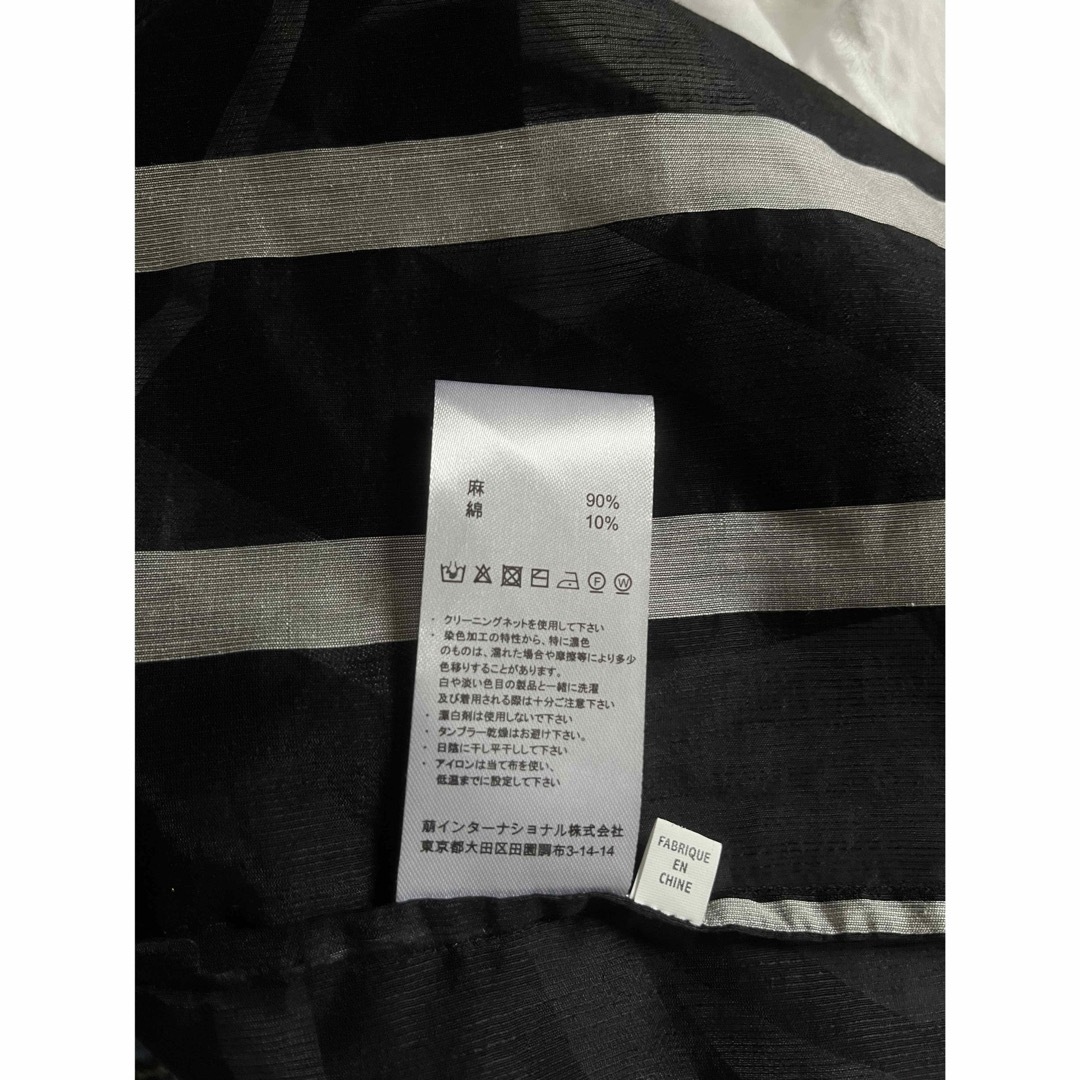 麻 90%
綿 10%
F W
・ クリーニングネットを使用して下さい
・ 染色加工の特性から、特に濃色
のものは、濡れた場合や摩擦等により多少
色移りすることがあります。
白や淡い色目の製品と一緒に洗濯
及び着用される際は十分ご注意下さい
・ 漂白剤は使用しないで下さい
・ タンブラー乾燥はお避け下さい。
・ 日陰に干し平干しして下さい
・ アイロンは当て布を使い、
低温までに設定して下さい
萠インターナショナル株式会社
東京都大田区田園調布3-14-14
FABRIQUE
EN
CHINE